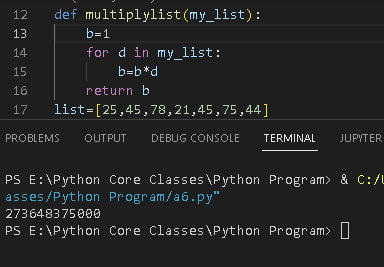 12 def multiplylist(my_list):
13 b=1
14 for d in my_list:
15 b=b*d
16 return b
17 list=[25,45,78,21,45,75,44]
PROBLEMS OUTPUT DEBUG CONSOLE TERMINAL JUPYTER
PS E:\Python Core Classes\Python Program> & C:/U
asses/Python Program/a6.py"
273648375000
PS E:\Python Core Classes\Python Program>